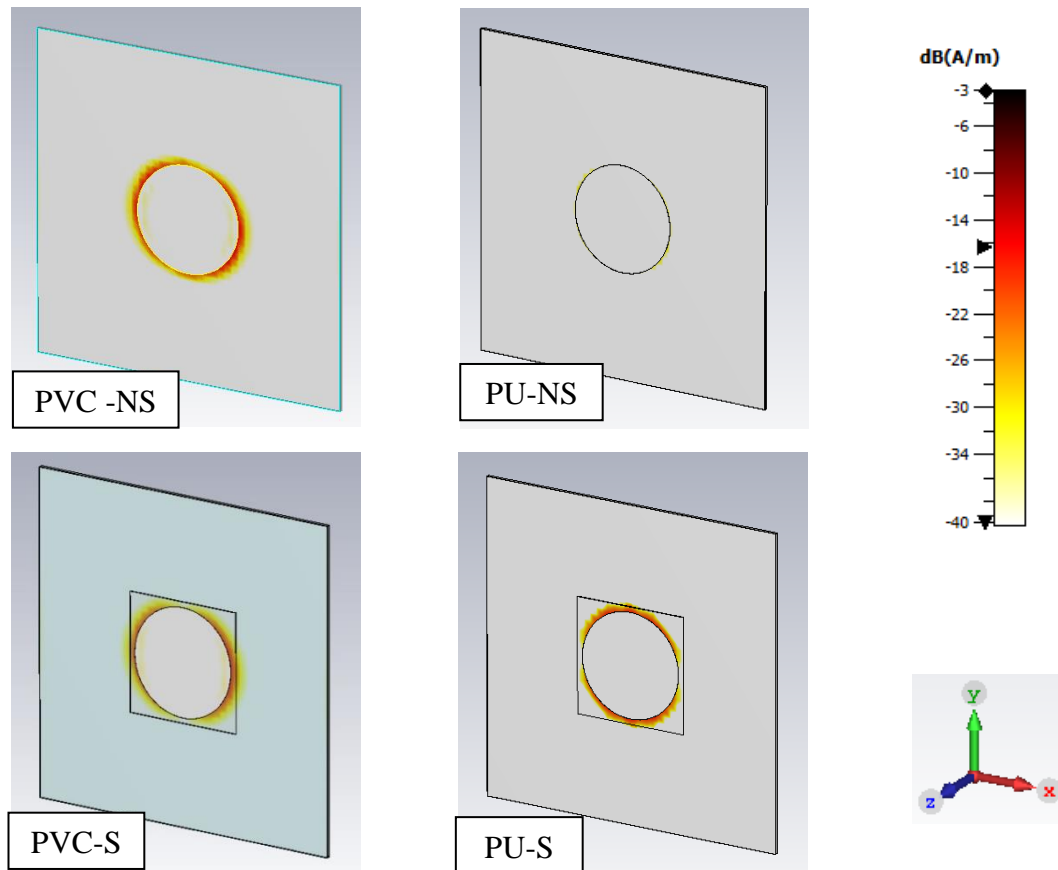 PVC -NS
PU-NS
PVC-S
PU-S
dB(A/m)
-3
-6
-10
-14
-18
-22
-26
-30
-34
-40
y
z
x